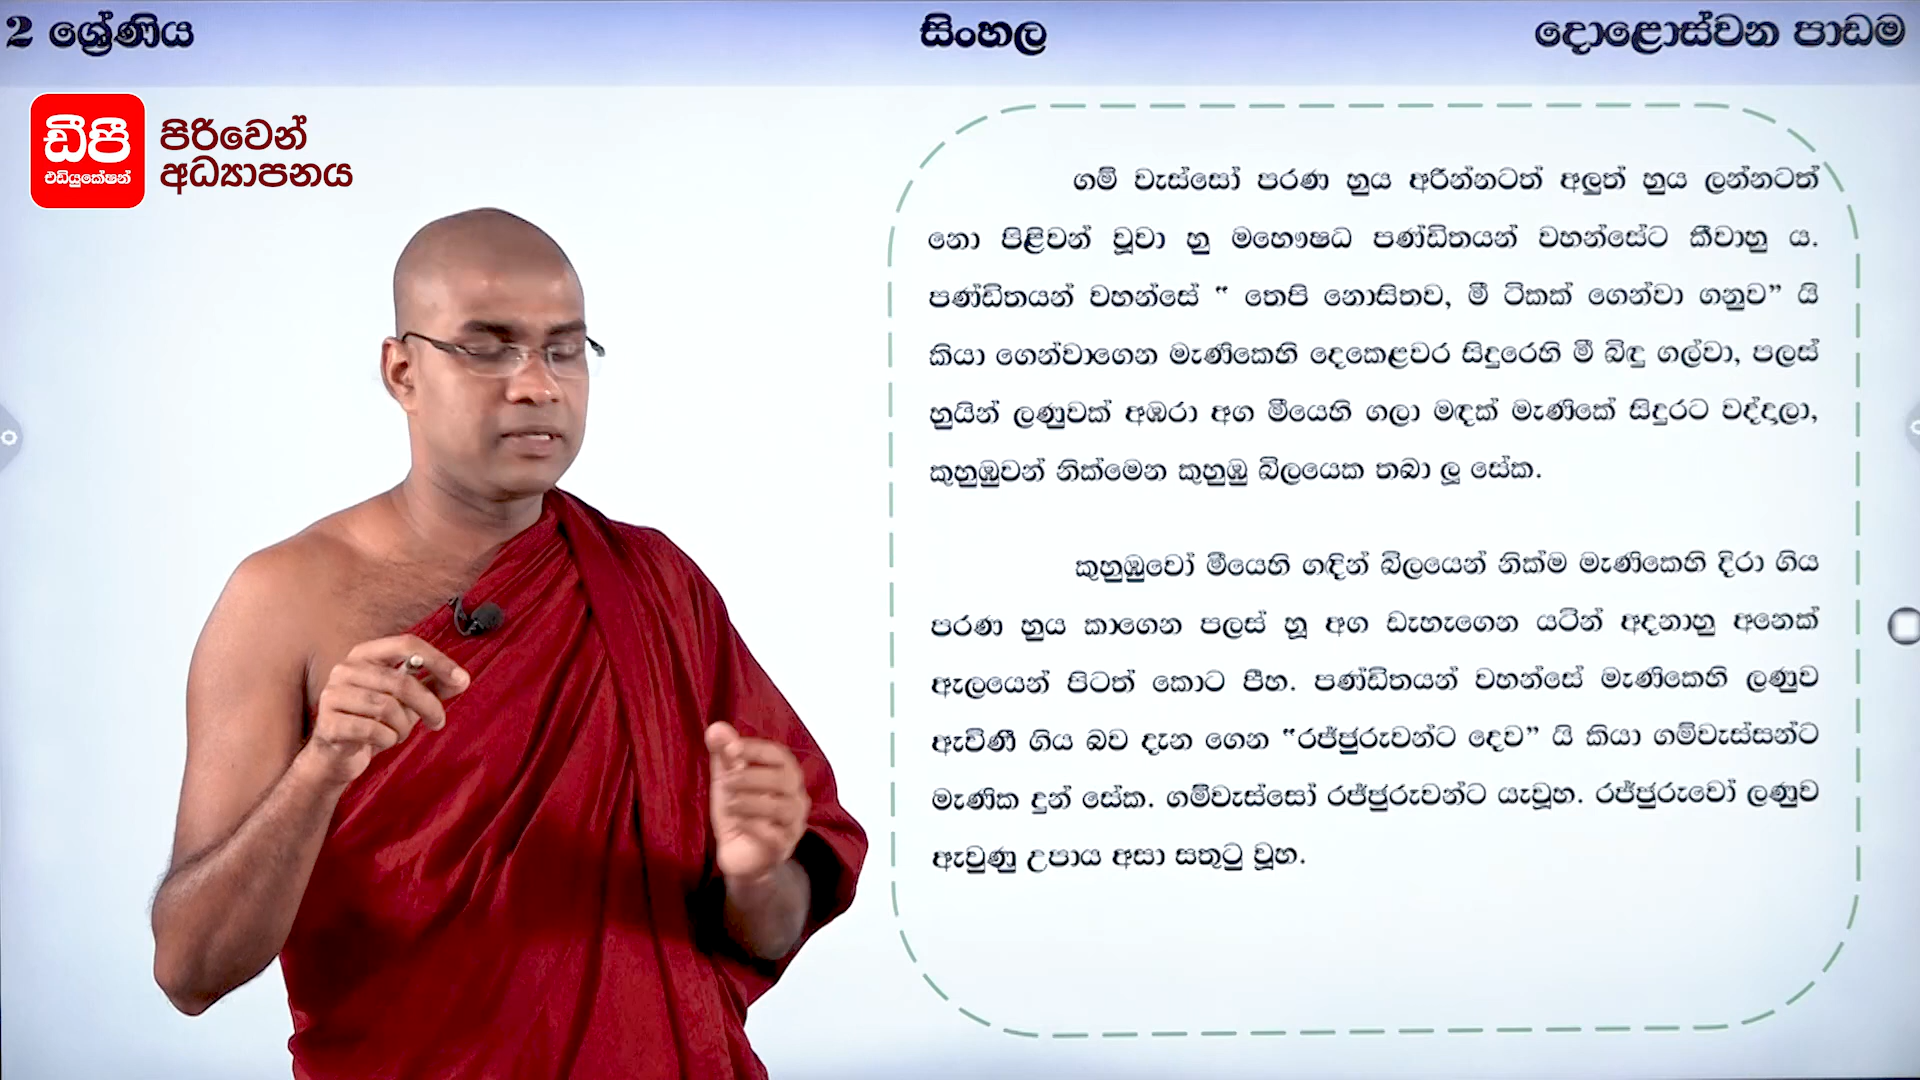 2 ශ්‍රේණිය
සිංහල
දොළොස්වන පාඩම
ඩීපී
එඩියුකේෂන්
පිරිවෙන්
අධ්‍යාපනය
ගම් වැස්සෝ පරණ හුය අරින්නටත් අලුත් හුය ලන්නටත්
නො පිළිවන් වූවා හු මහෞෂධ පණ්ඩිතයන් වහන්සේට කීවාහු ය.
පණ්ඩිතයන් වහන්සේ “ තෙපි නොසිතව, මී ටිකක් ගෙන්වා ගනුව” යි
කියා ගෙන්වාගෙන මැණිකෙහි දෙකෙළවර සිදුරෙහි මී බිඳු ගල්වා, පලස්
හුයින් ලණුවක් අඹරා අග මීයෙහි ගලා මඳක් මැණිකේ සිදුරට වද්දාලා,
කුහුඹුවන් නික්මෙන කුහුඹු බිලයෙක තබා ලූ සේක.
කුහුඹුවෝ මීයෙහි ගඳින් බිලයෙන් නික්ම මැණිකෙහි දිරා ගිය
පරණ හුය කාගෙන පලස් හූ අග ඩැහැගෙන යටින් අදනාහු අනෙක්
ඇලයෙන් පිටත් කොට පීහ. පණ්ඩිතයන් වහන්සේ මැණිකෙහි ලණුව
ඇවිණී ගිය බව දැන ගෙන “රජ්ජුරුවන්ට දෙව” යි කියා ගම්වැස්සන්ට
මැණික දුන් සේක. ගම්වැස්සෝ රජ්ජුරුවන්ට යැවූහ. රජ්ජුරුවෝ ලණුව
ඇවුණු උපාය අසා සතුටු වූහ.